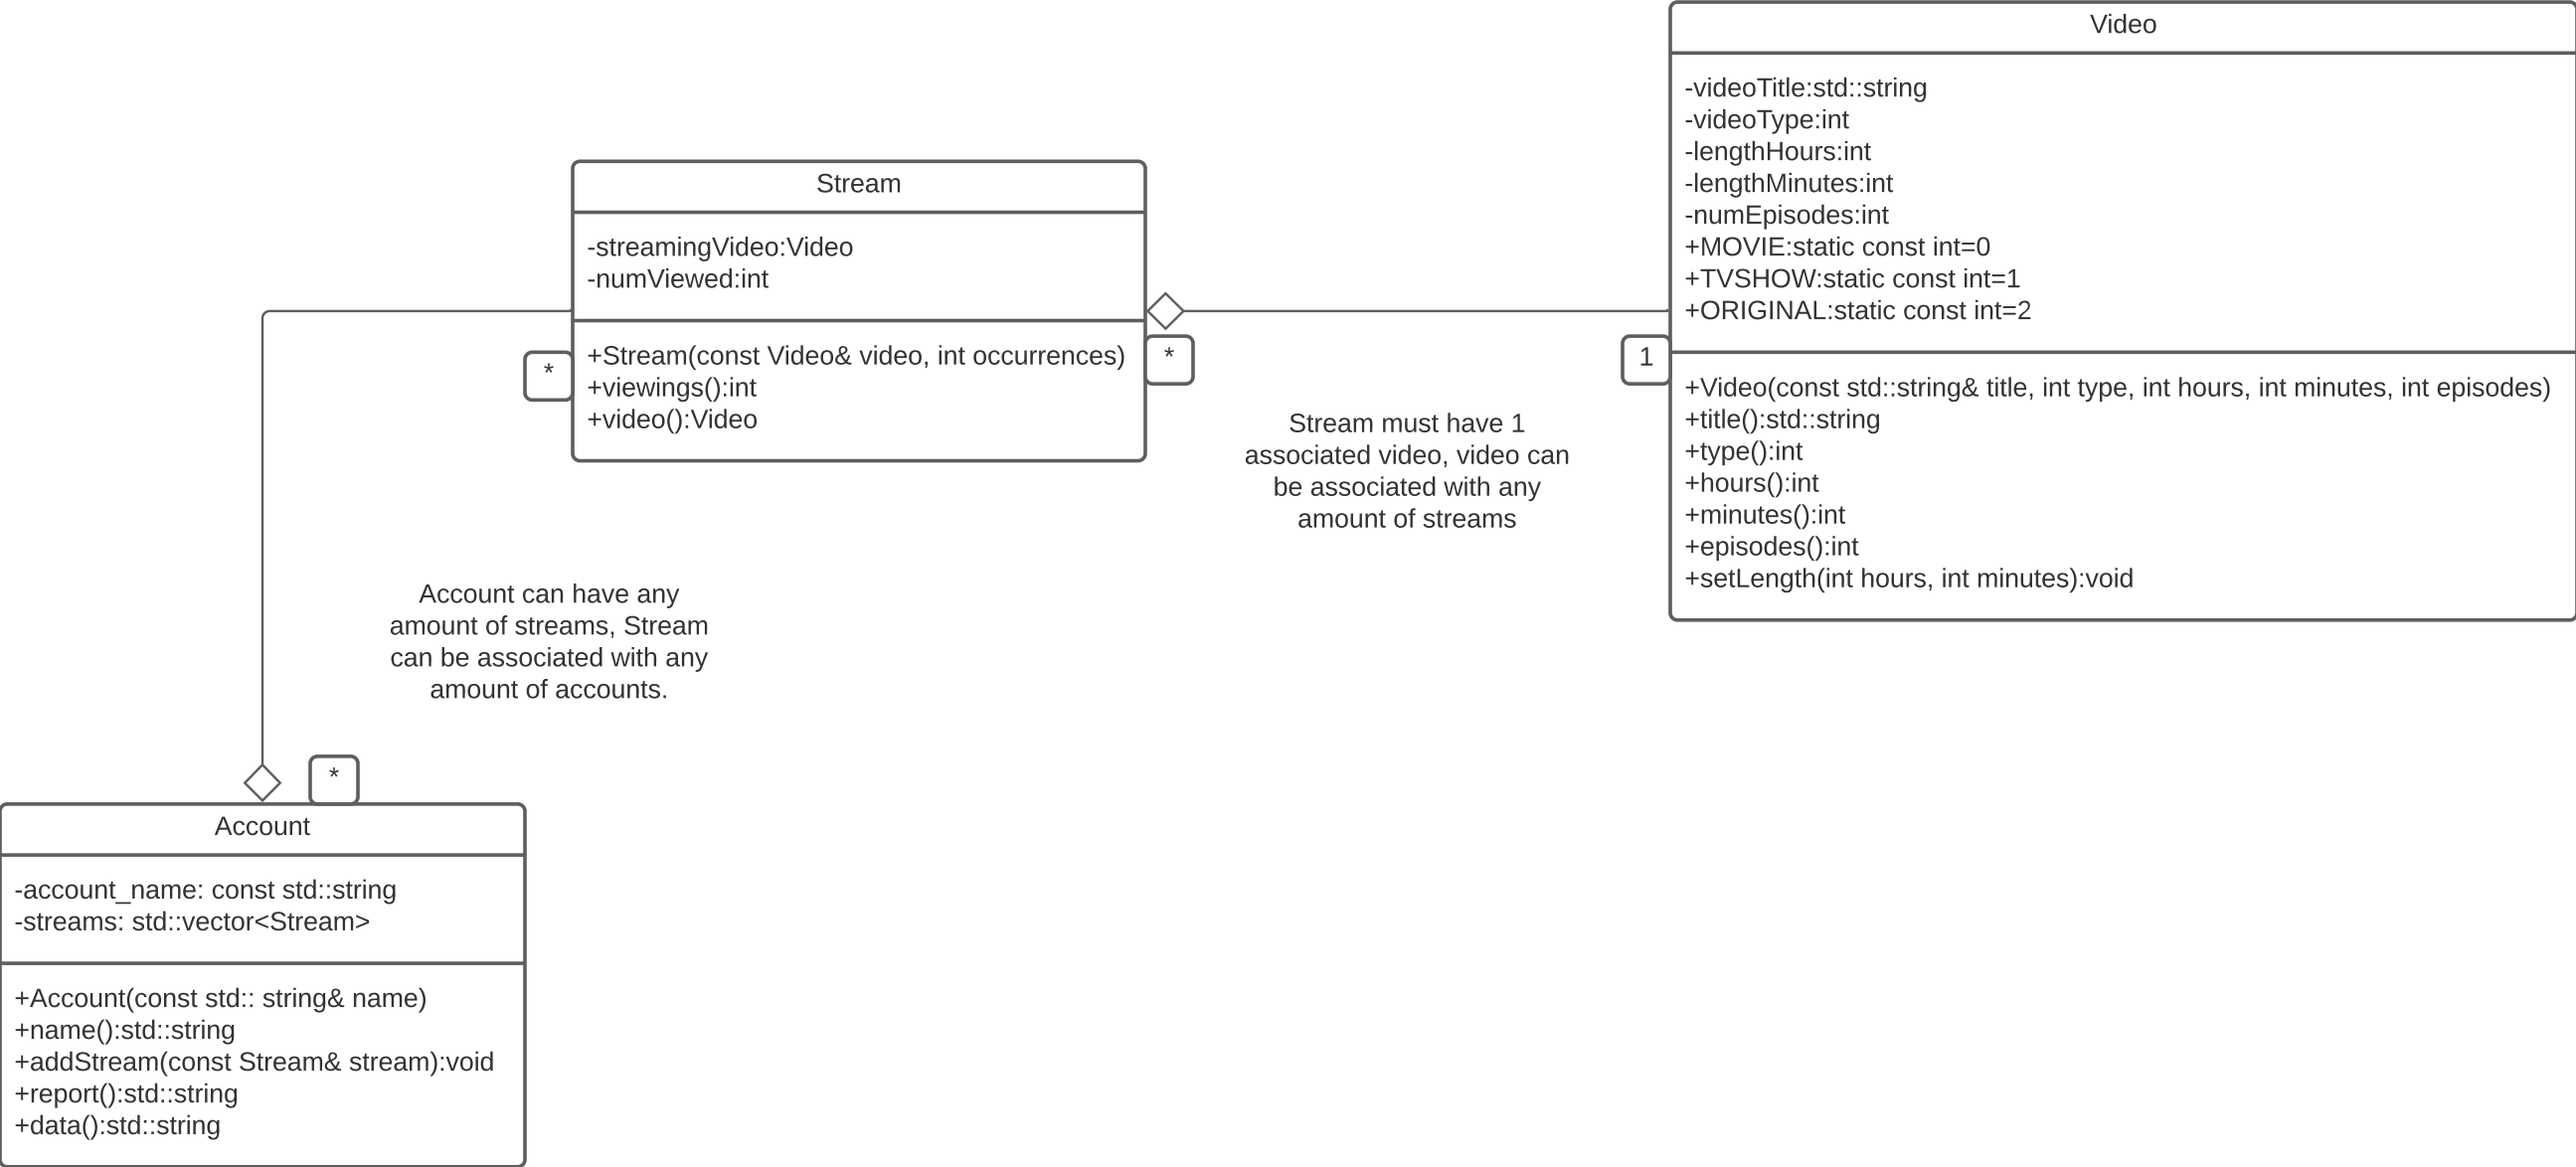 Video
-videoTitle:std::string
-videoType:int
-lengthHours:int
-lengthMinutes:int
-numEpisodes:int
+MOVIE:static const int=0
+TVSHOW:static const int=1
+ORIGINAL:static const int=2
+Video(const std::string& title, int type, int hours, int minutes, int episodes)
+title():std::string
+type():int
+hours():int
+minutes():int
+episodes():int
+setLength(int hours, int minutes):void
Stream
-streamingVideo:Video
-numViewed:int
+Stream(const Video& video, int occurrences)
+viewings():int
+video():Video
*
*
1
Stream must have 1
associated video, video can
be associated with any
amount of streams
Account can have any
amount of streams, Stream
can be associated with any
amount of accounts.
*
Account
-account_name: const std::string
-streams: std::vector<Stream>
+Account(const std:: string& name)
+name():std::string
+addStream(const Stream& stream):void
+report():std::string
+data():std::string